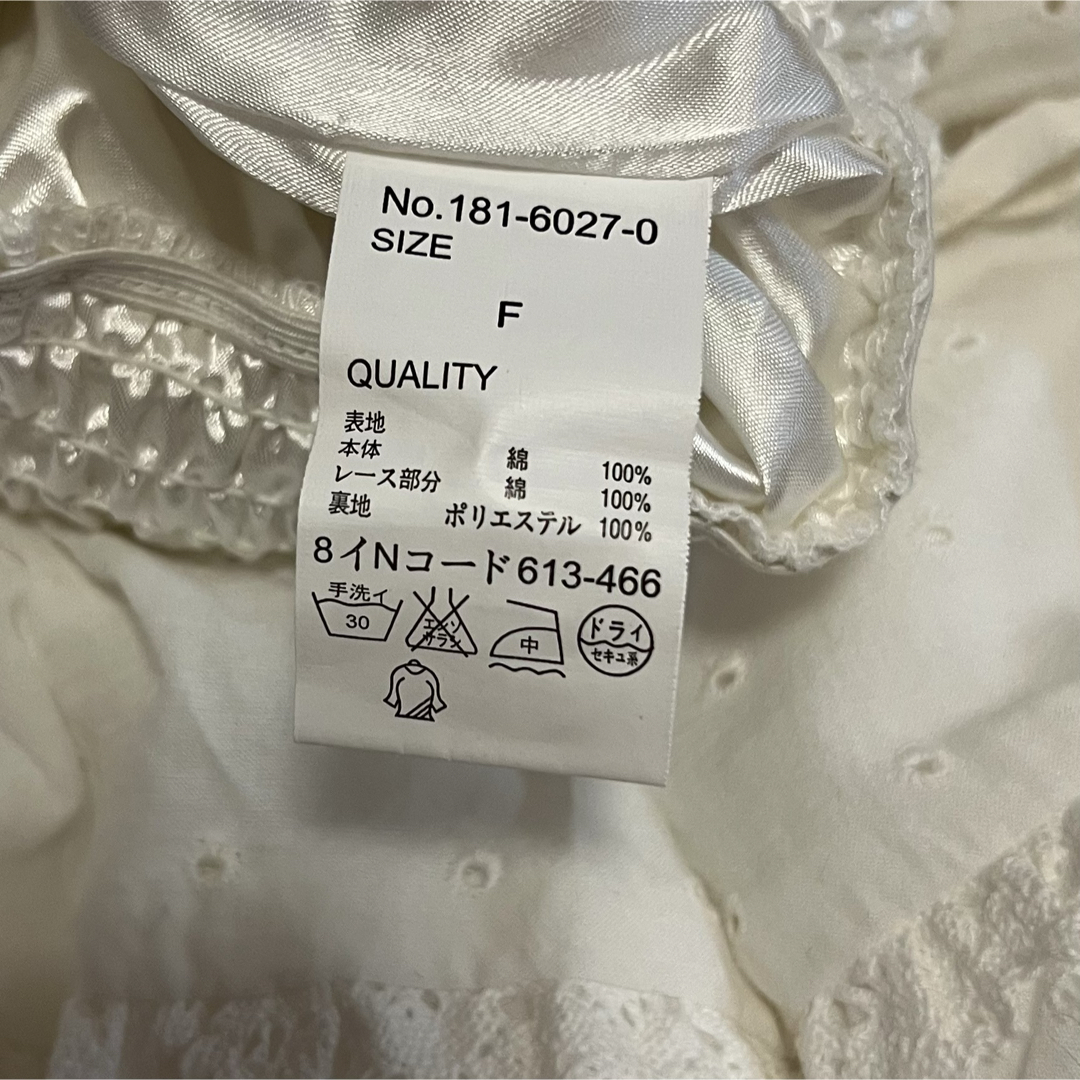 No.181-6027-0
SIZE
F
QUALITY
表地
本体 綿 100%
レース部分 綿 100%
裏地 ポリエステル 100%
8イNコード613-466
手洗イ
30
エンソ
サラシ
中
ドライ
セキユ系